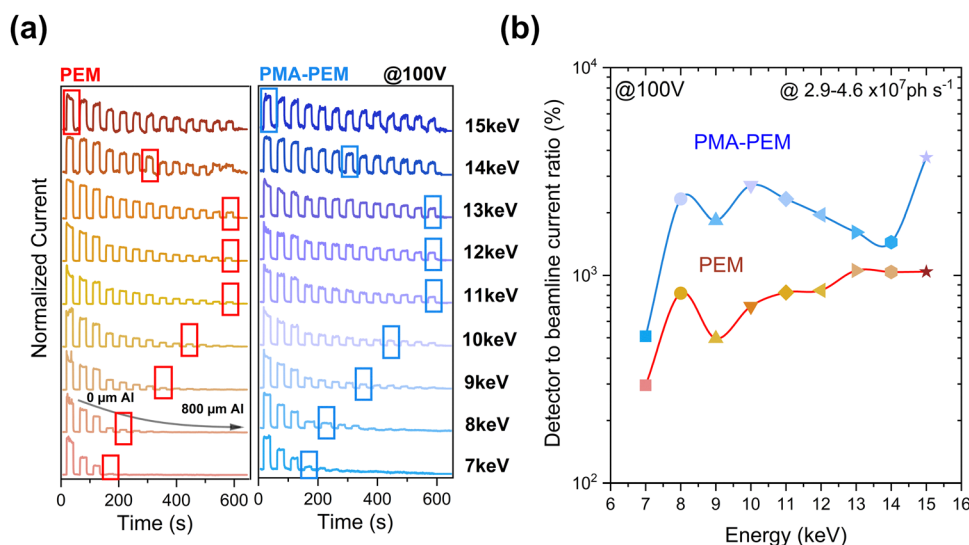 (a)
PEM
PMA-PEM
@100V
15keV
14keV
13keV
12keV
11keV
10keV
9keV
8keV
7keV
0 µm Al
800 µm Al
Normalized Current
0 200 400 600
0 200 400 600
Time (s)
Time (s)
(b)
@100V
@ 2.9-4.6 x10⁷ph s⁻¹
PMA-PEM
PEM
Detector to beamline current ratio (%)
10⁴
10³
10²
6 7 8 9 10 11 12 13 14 15 16
Energy (keV)